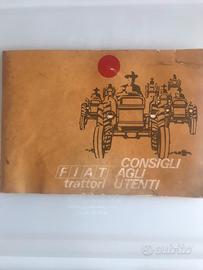 FIAT
trattori
CONSIGLI
AGLI
UTENTI
subito